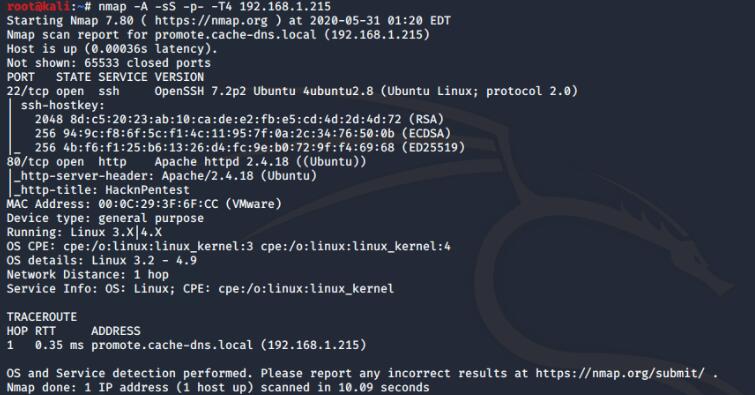 root@kali:~# nmap -A -sS -p- -T4 192.168.1.215
Starting Nmap 7.80 ( https://nmap.org ) at 2020-05-31 01:20 EDT
Nmap scan report for promote.cache-dns.local (192.168.1.215)
Host is up (0.00036s latency).
Not shown: 65533 closed ports
PORT   STATE SERVICE VERSION
22/tcp open  ssh     OpenSSH 7.2p2 Ubuntu 4ubuntu2.8 (Ubuntu Linux; protocol 2.0)
| ssh-hostkey:
|   2048 8d:c5:20:23:ab:10:ca:de:e2:fb:e5:cd:4d:2d:4d:72 (RSA)
|   256 94:9c:f8:6f:5c:f1:4c:11:95:7f:0a:2c:34:76:50:0b (ECDSA)
|_  256 4b:f6:f1:25:b6:13:26:d4:fc:9e:b0:72:9f:f4:69:68 (ED25519)
80/tcp open  http    Apache httpd 2.4.18 ((Ubuntu))
|_http-server-header: Apache/2.4.18 (Ubuntu)
|_http-title: HacknPentest
MAC Address: 00:0C:29:3F:6F:CC (VMware)
Device type: general purpose
Running: Linux 3.X|4.X
OS CPE: cpe:/o:linux:linux_kernel:3 cpe:/o:linux:linux_kernel:4
OS details: Linux 3.2 - 4.9
Network Distance: 1 hop
Service Info: OS: Linux; CPE: cpe:/o:linux:linux_kernel
TRACEROUTE
HOP RTT     ADDRESS
1   0.35 ms promote.cache-dns.local (192.168.1.215)
OS and Service detection performed. Please report any incorrect results at https://nmap.org/submit/ .
Nmap done: 1 IP address (1 host up) scanned in 10.09 seconds